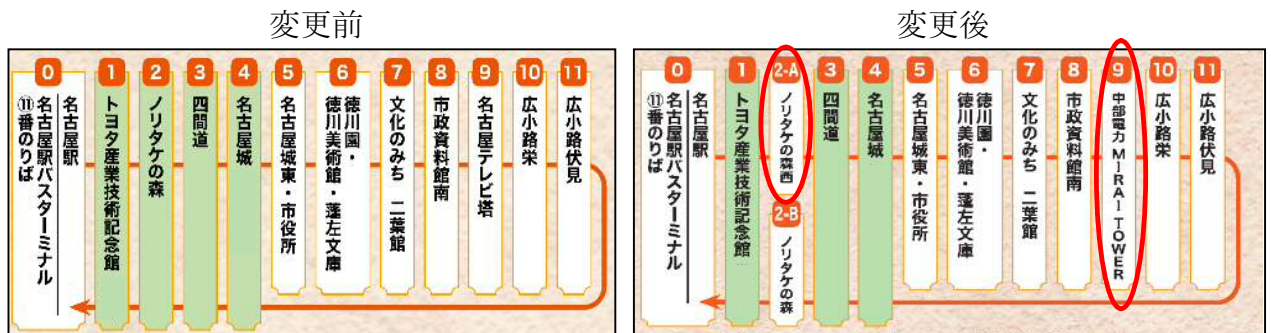 変更前
0
名古屋駅
名古屋駅バスターミナル
⑪番のりば
1
トヨタ産業技術記念館
2
ノリタケの森
3
四間道
4
名古屋城
5
名古屋城東・市役所
6
徳川園・
徳川美術館・蓬左文庫
7
文化のみち 二葉館
8
市政資料館南
9
名古屋テレビ塔
10
広小路栄
11
広小路伏見
変更後
0
名古屋駅
名古屋駅バスターミナル
⑪番のりば
1
トヨタ産業技術記念館
2-A
ノリタケの森西
2-B
ノリタケの森
3
四間道
4
名古屋城
5
名古屋城東・市役所
6
徳川園・
徳川美術館・蓬左文庫
7
文化のみち 二葉館
8
市政資料館南
9
中部電力 MIRAI TOWER
10
広小路栄
11
広小路伏見